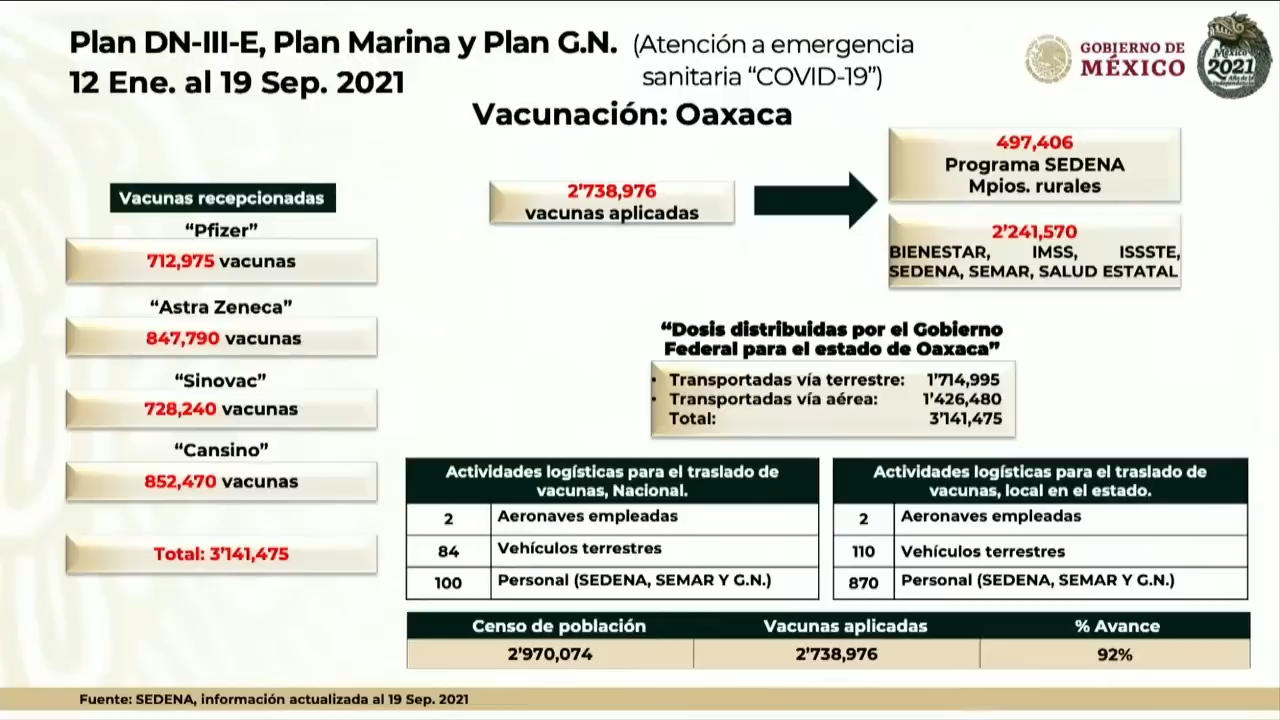 Plan DN-III-E, Plan Marina y Plan G.N. (Atención a emergencia
12 Ene. al 19 Sep. 2021 sanitaria “COVID-19”)
GOBIERNO DE
MÉXICO
México
2021
Año de la
Independencia
Vacunación: Oaxaca
Vacunas recepcionadas
“Pfizer”
712,975 vacunas
“Astra Zeneca”
847,790 vacunas
“Sinovac”
728,240 vacunas
“Cansino”
852,470 vacunas
Total: 3’141,475
2’738,976
vacunas aplicadas
497,406
Programa SEDENA
Mpios. rurales
2’241,570
BIENESTAR, IMSS, ISSSTE,
SEDENA, SEMAR, SALUD ESTATAL
“Dosis distribuidas por el Gobierno
Federal para el estado de Oaxaca”
• Transportadas vía terrestre: 1’714,995
• Transportadas vía aérea: 1’426,480
Total: 3’141,475
Actividades logísticas para el traslado de
vacunas, Nacional.
2 Aeronaves empleadas
84 Vehículos terrestres
100 Personal (SEDENA, SEMAR Y G.N.)
Actividades logísticas para el traslado de
vacunas, local en el estado.
2 Aeronaves empleadas
110 Vehículos terrestres
870 Personal (SEDENA, SEMAR Y G.N.)
Censo de población Vacunas aplicadas % Avance
2’970,074 2’738,976 92%
Fuente: SEDENA, información actualizada al 19 Sep. 2021